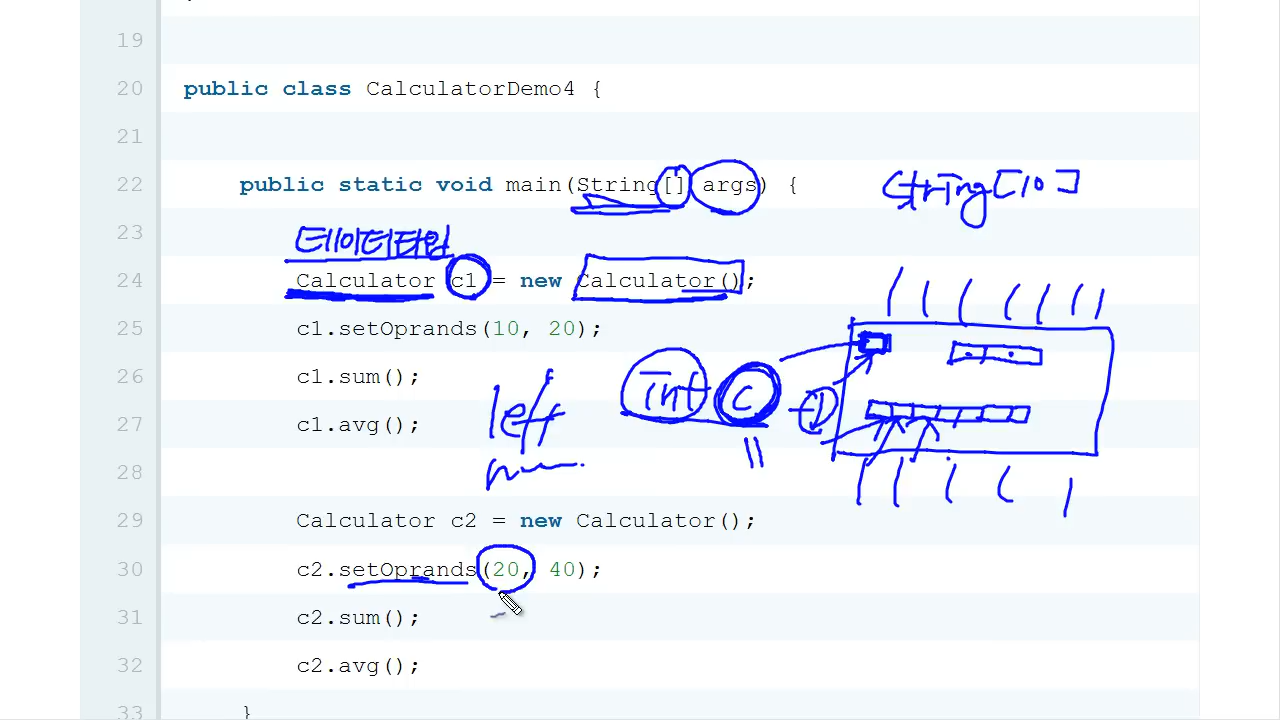 19
20 public class CalculatorDemo4 {
21
22 public static void main(String[] args) {
String[10]
23
데이터타입
24 Calculator c1 = new Calculator();
25 c1.setOprands(10, 20);
26 c1.sum();
int c
left
27 c1.avg();
28
29 Calculator c2 = new Calculator();
30 c2.setOprands(20, 40);
31 c2.sum();
32 c2.avg();
33 }